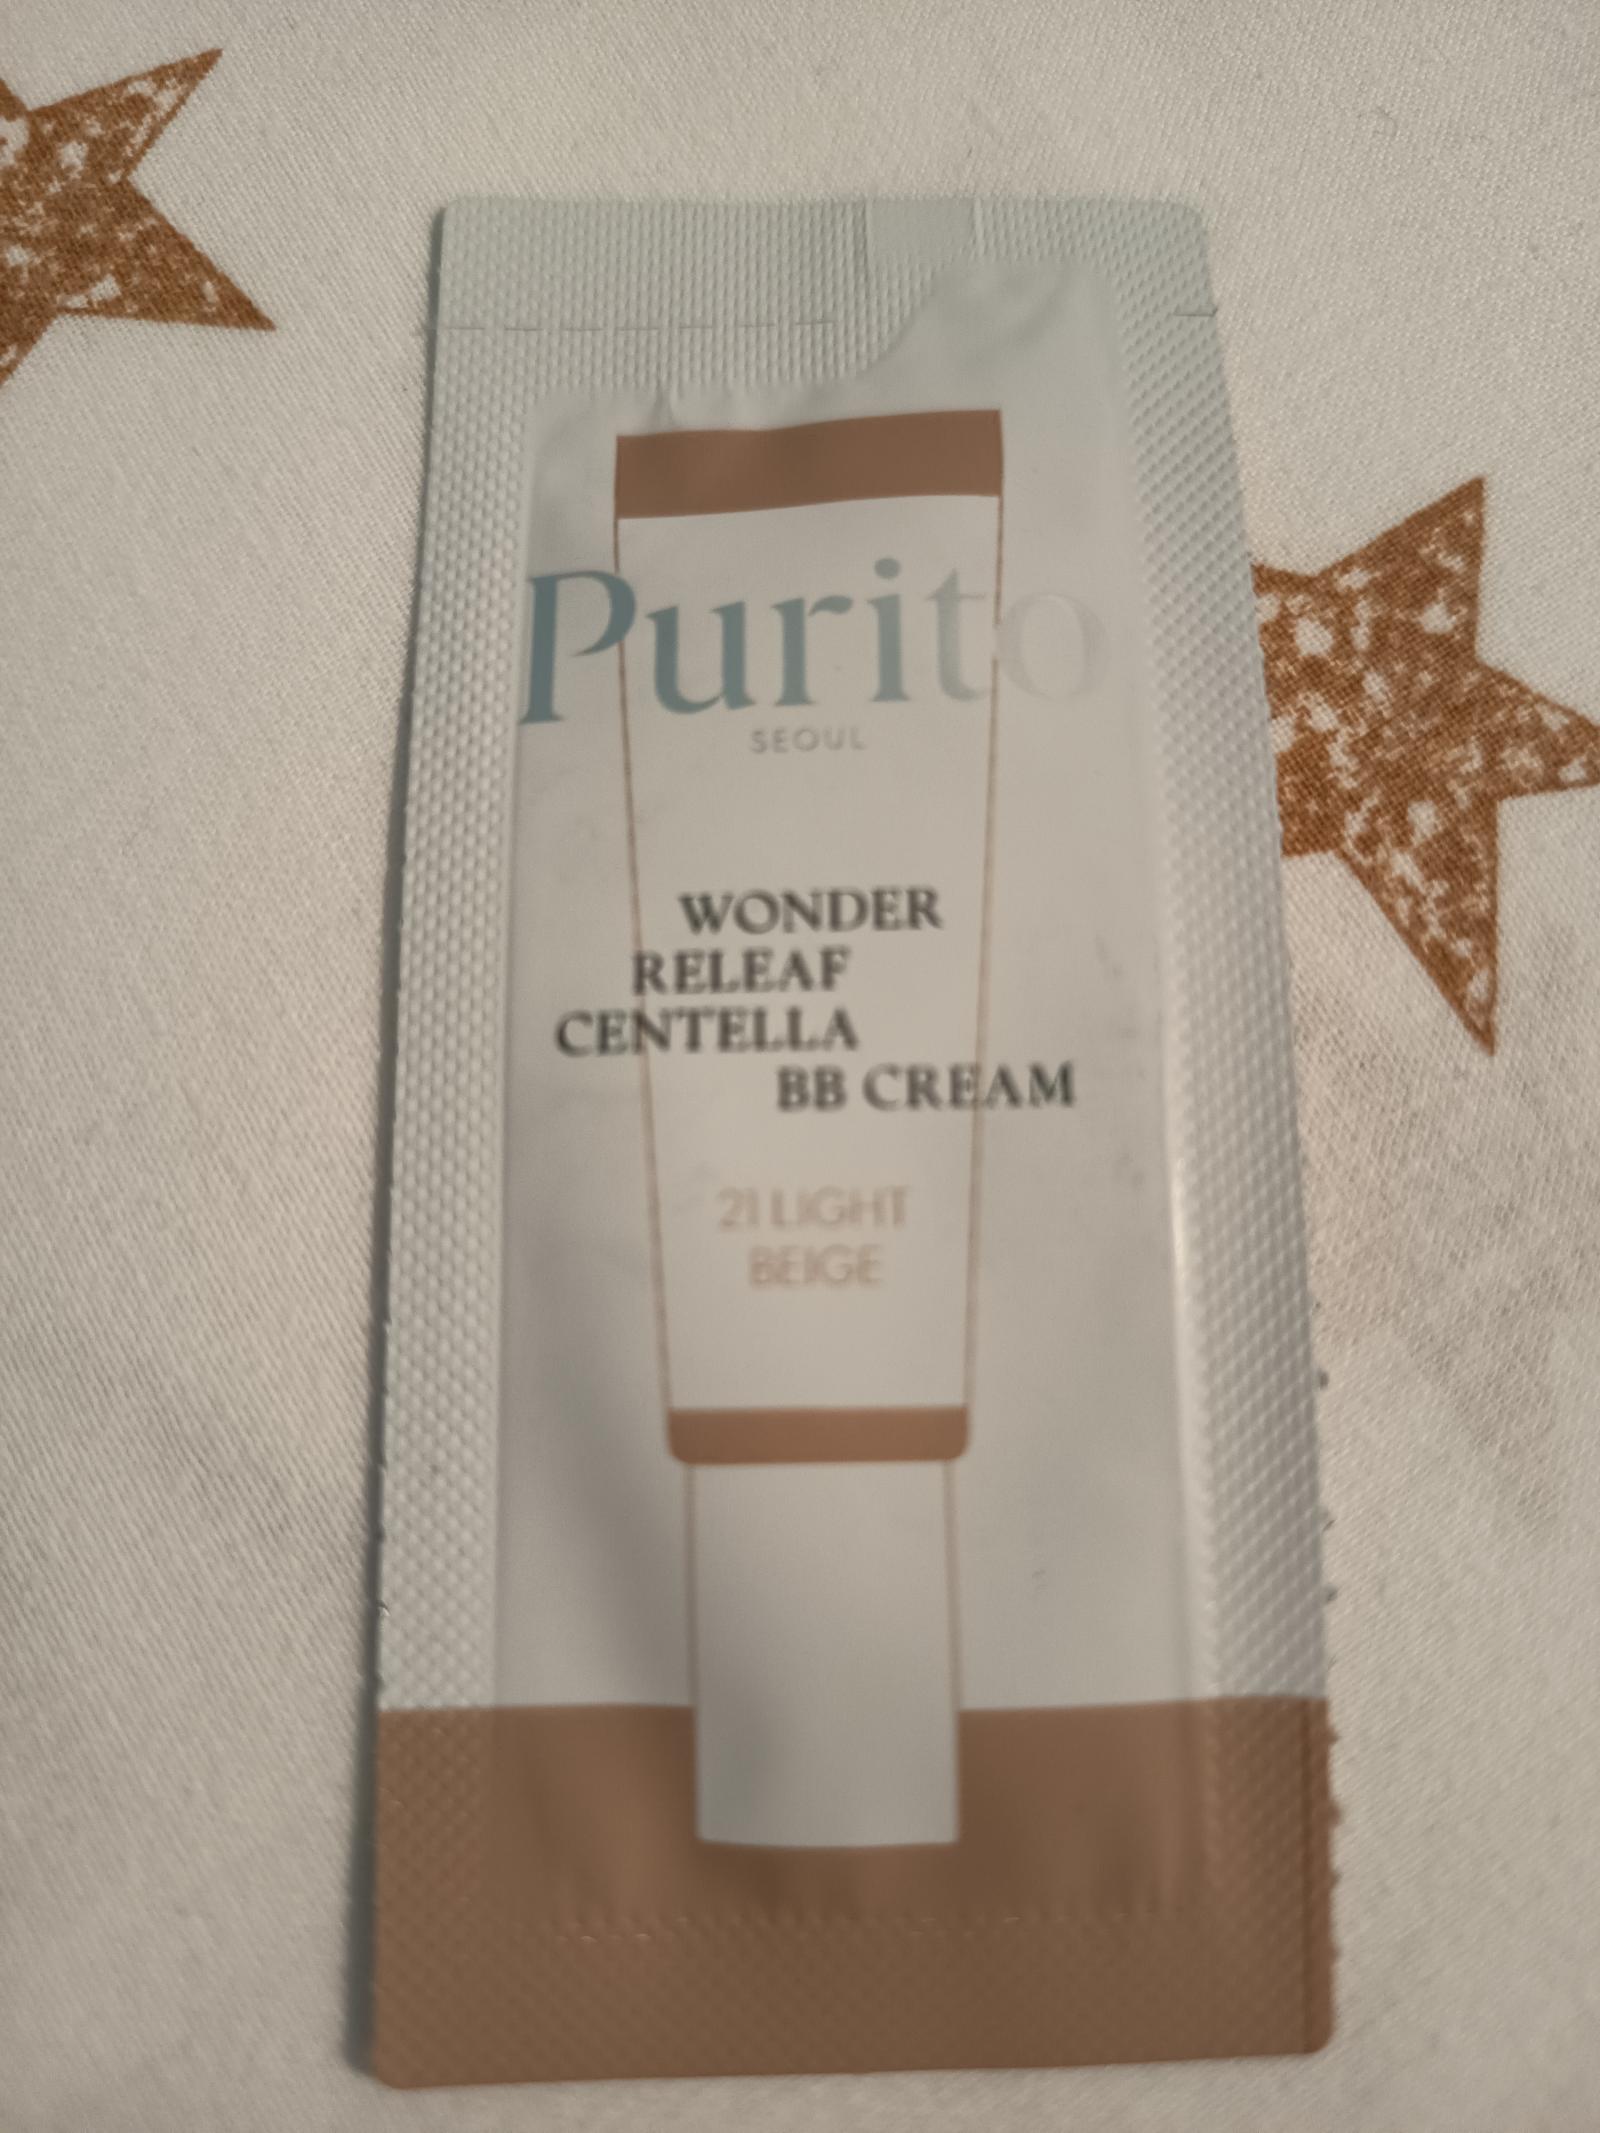 Purito
SEOUL
WONDER
RELEAF
CENTELLA
BB CREAM
21 LIGHT
BEIGE